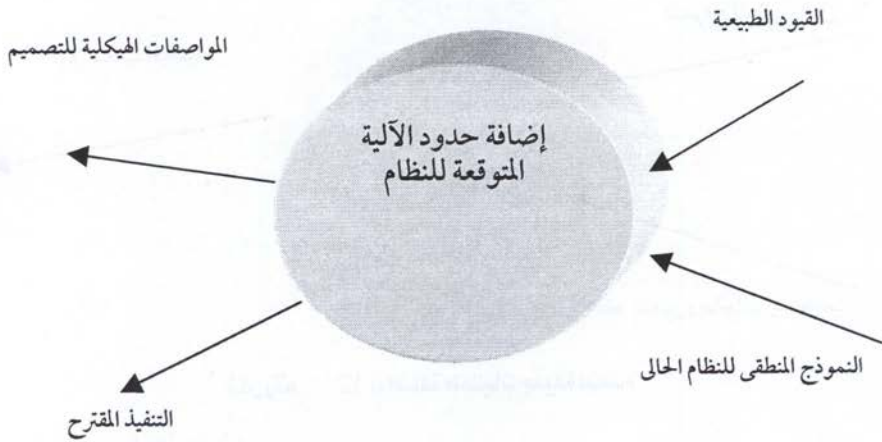 القيود الطبيعية
المواصفات الهيكلية للتصميم
إضافة حدود الآلية
المتوقعة للنظام
النموذج المنطقى للنظام الحالى
التنفيذ المقترح